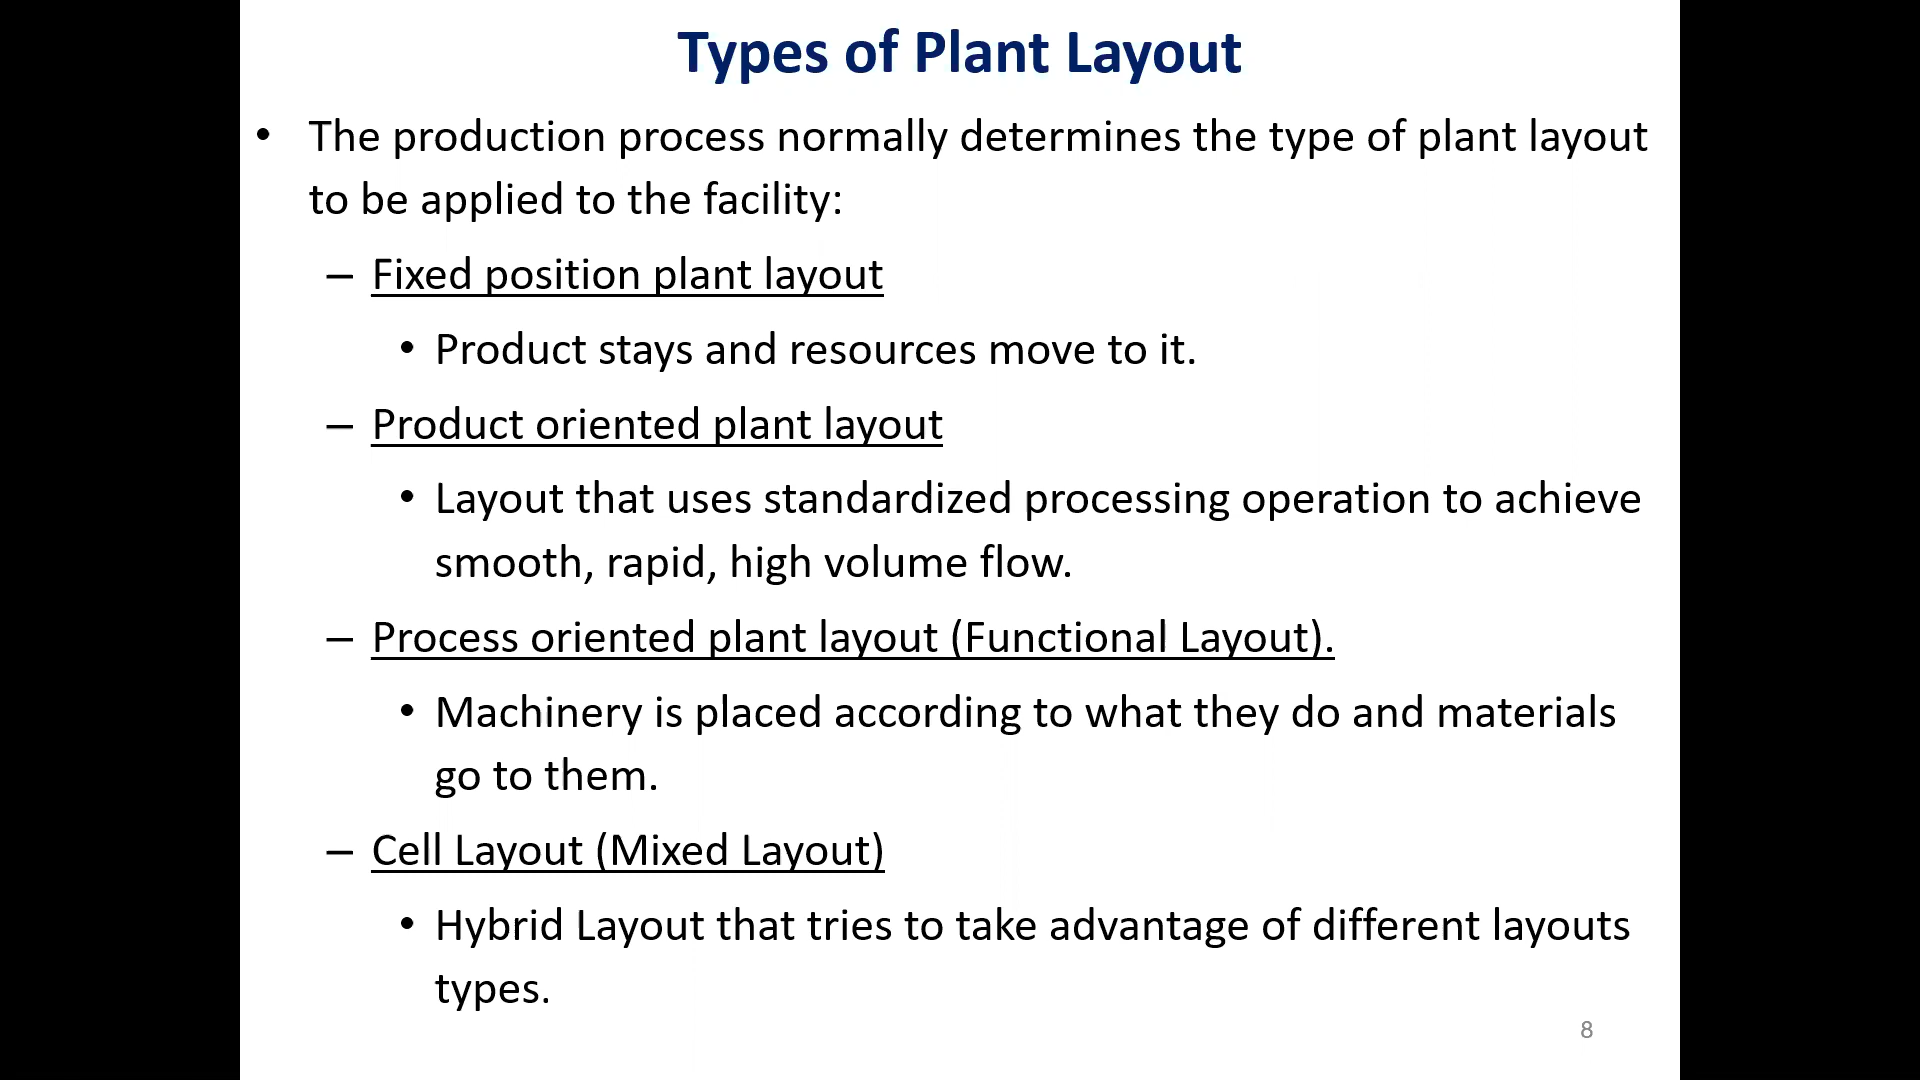 Types of Plant Layout
• The production process normally determines the type of plant layout
to be applied to the facility:
– Fixed position plant layout
• Product stays and resources move to it.
– Product oriented plant layout
• Layout that uses standardized processing operation to achieve
smooth, rapid, high volume flow.
– Process oriented plant layout (Functional Layout).
• Machinery is placed according to what they do and materials
go to them.
– Cell Layout (Mixed Layout)
• Hybrid Layout that tries to take advantage of different layouts
types.
8